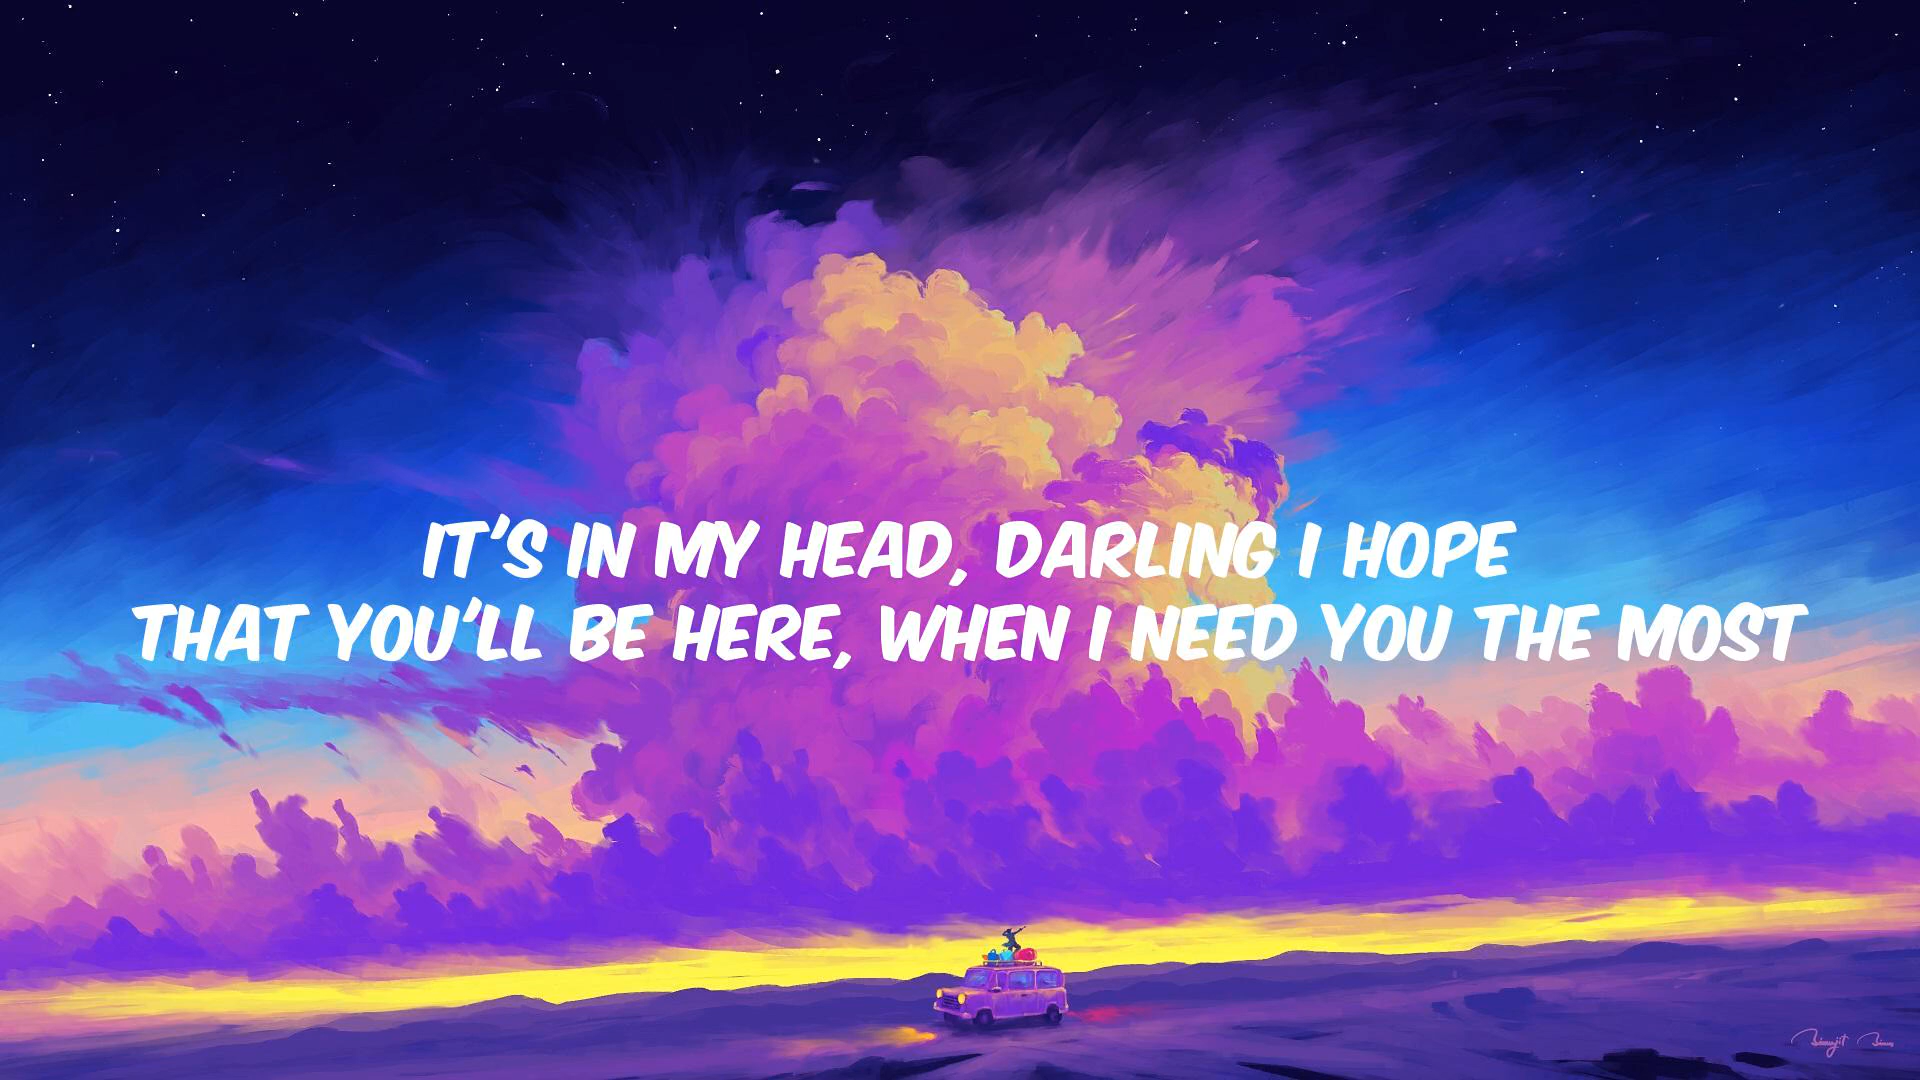 IT'S IN MY HEAD, DARLING I HOPE
THAT YOU'LL BE HERE, WHEN I NEED YOU THE MOST